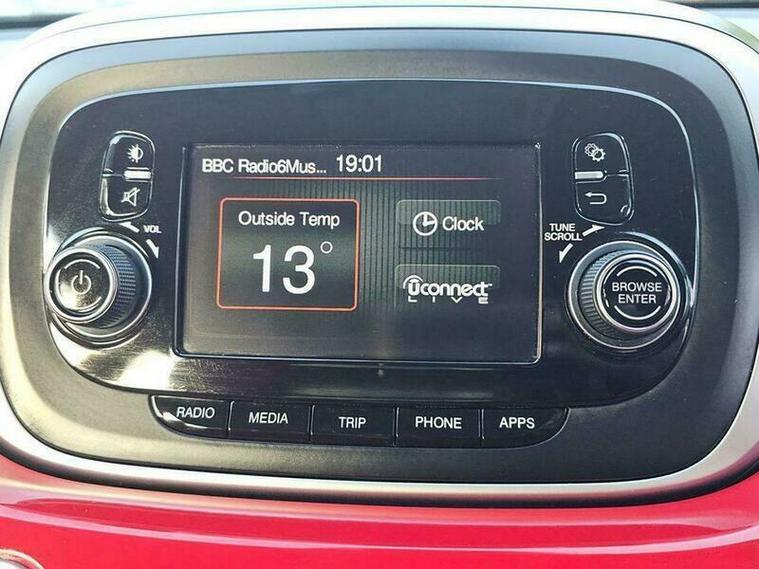 BBC Radio6Mus... 19:01
Outside Temp
13°
Clock
uconnect
LIVE
VOL
TUNE
SCROLL
BROWSE
ENTER
RADIO
MEDIA
TRIP
PHONE
APPS